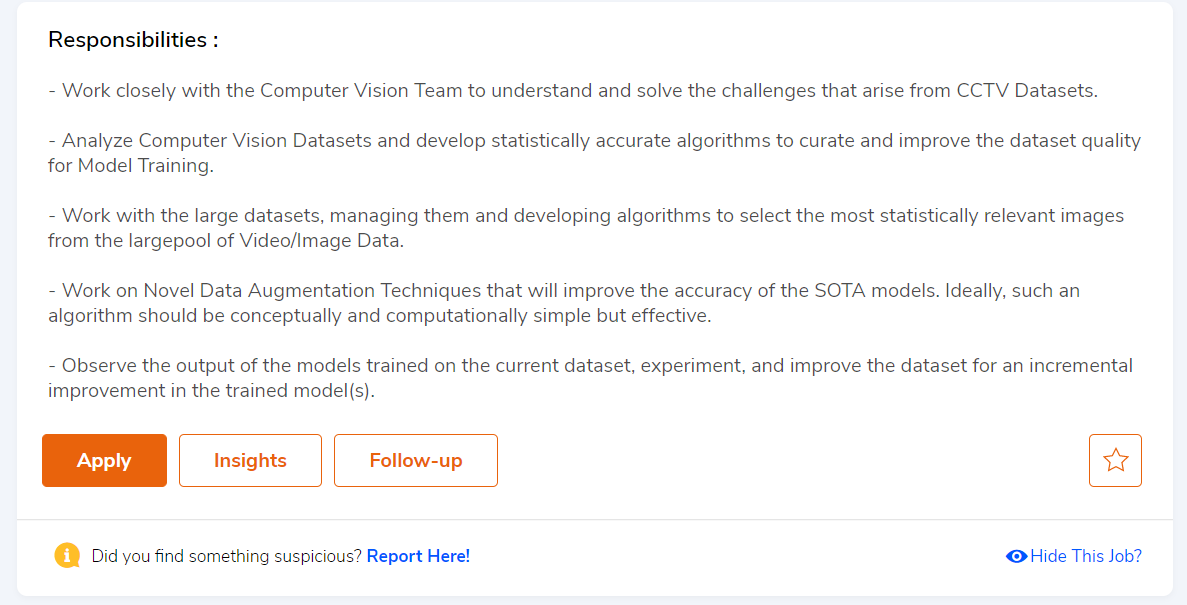 Responsibilities :
- Work closely with the Computer Vision Team to understand and solve the challenges that arise from CCTV Datasets.
- Analyze Computer Vision Datasets and develop statistically accurate algorithms to curate and improve the dataset quality
for Model Training.
- Work with the large datasets, managing them and developing algorithms to select the most statistically relevant images
from the largepool of Video/Image Data.
- Work on Novel Data Augmentation Techniques that will improve the accuracy of the SOTA models. Ideally, such an
algorithm should be conceptually and computationally simple but effective.
- Observe the output of the models trained on the current dataset, experiment, and improve the dataset for an incremental
improvement in the trained model(s).
Apply Insights Follow-up
Did you find something suspicious? Report Here! Hide This Job?